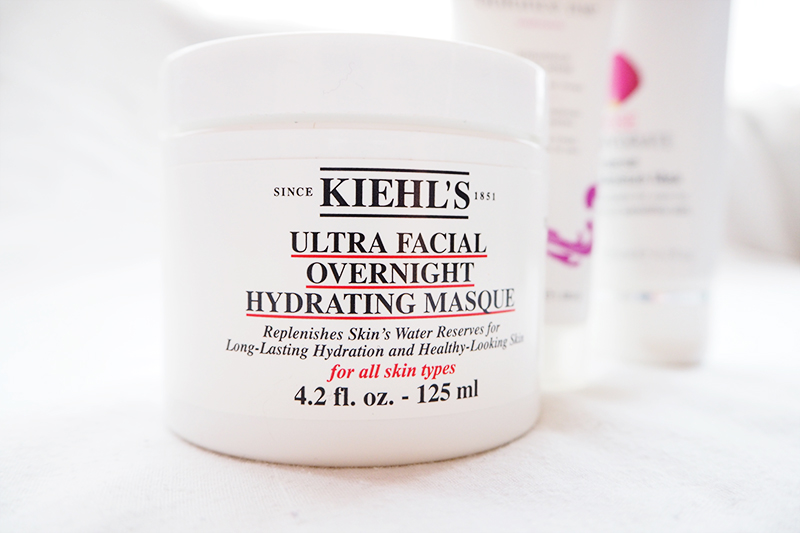 SINCE KIEHL'S 1851
ULTRA FACIAL
OVERNIGHT
HYDRATING MASQUE
Replenishes Skin's Water Reserves for
Long-Lasting Hydration and Healthy-Looking Skin
for all skin types
4.2 fl. oz. - 125 ml